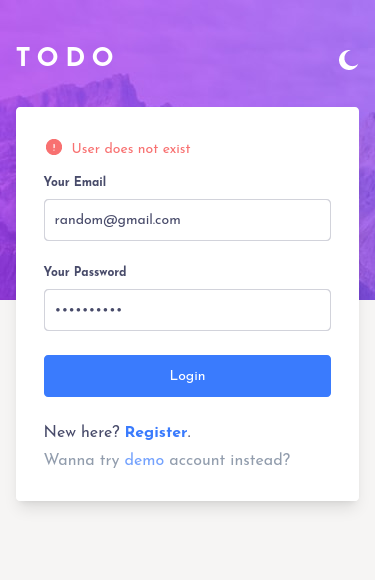 TODO
User does not exist
Your Email
random@gmail.com
Your Password
••••••••••
Login
New here? Register.
Wanna try demo account instead?